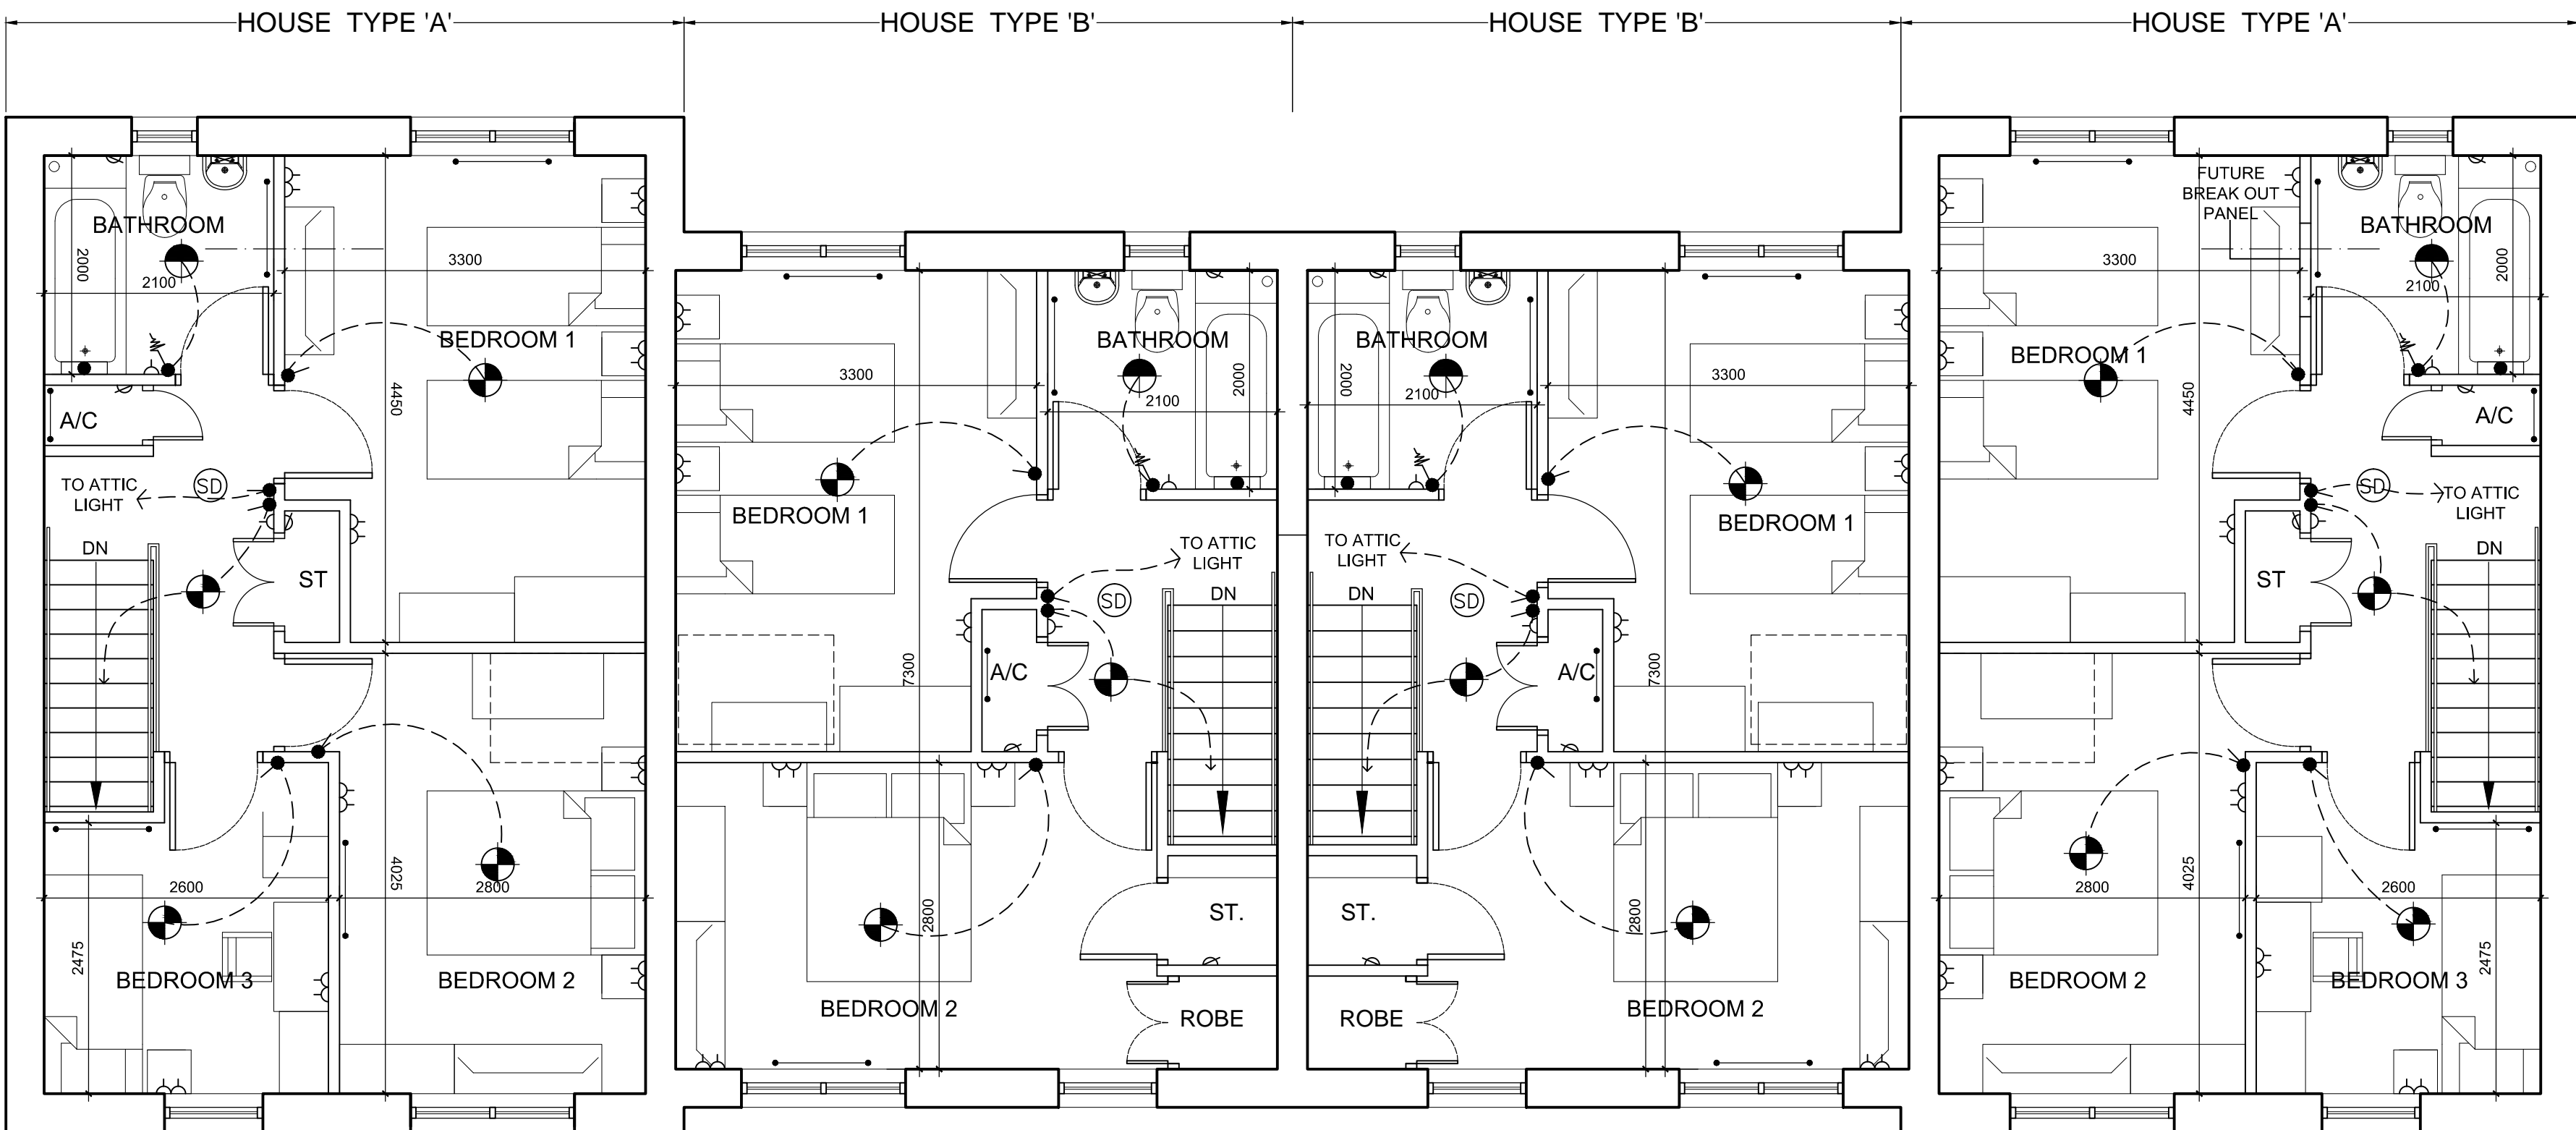 HOUSE TYPE 'A'
HOUSE TYPE 'B'
HOUSE TYPE 'B'
HOUSE TYPE 'A'
BATHROOM
2000
2100
3300
BEDROOM 1
4450
A/C
TO ATTIC
LIGHT
SD
DN
ST
2600
2800
4025
2475
BEDROOM 3
BEDROOM 2
3300
BATHROOM
2000
2100
BEDROOM 1
TO ATTIC
LIGHT
DN
SD
A/C
7300
2800
ST.
BEDROOM 2
ROBE
BATHROOM
2000
2100
3300
BEDROOM 1
TO ATTIC
LIGHT
DN
SD
A/C
7300
2800
ST.
BEDROOM 2
ROBE
FUTURE
BREAK OUT
PANEL
BATHROOM
3300
2000
2100
BEDROOM 1
4450
A/C
SD
TO ATTIC
LIGHT
DN
ST
2800
4025
2600
2475
BEDROOM 2
BEDROOM 3